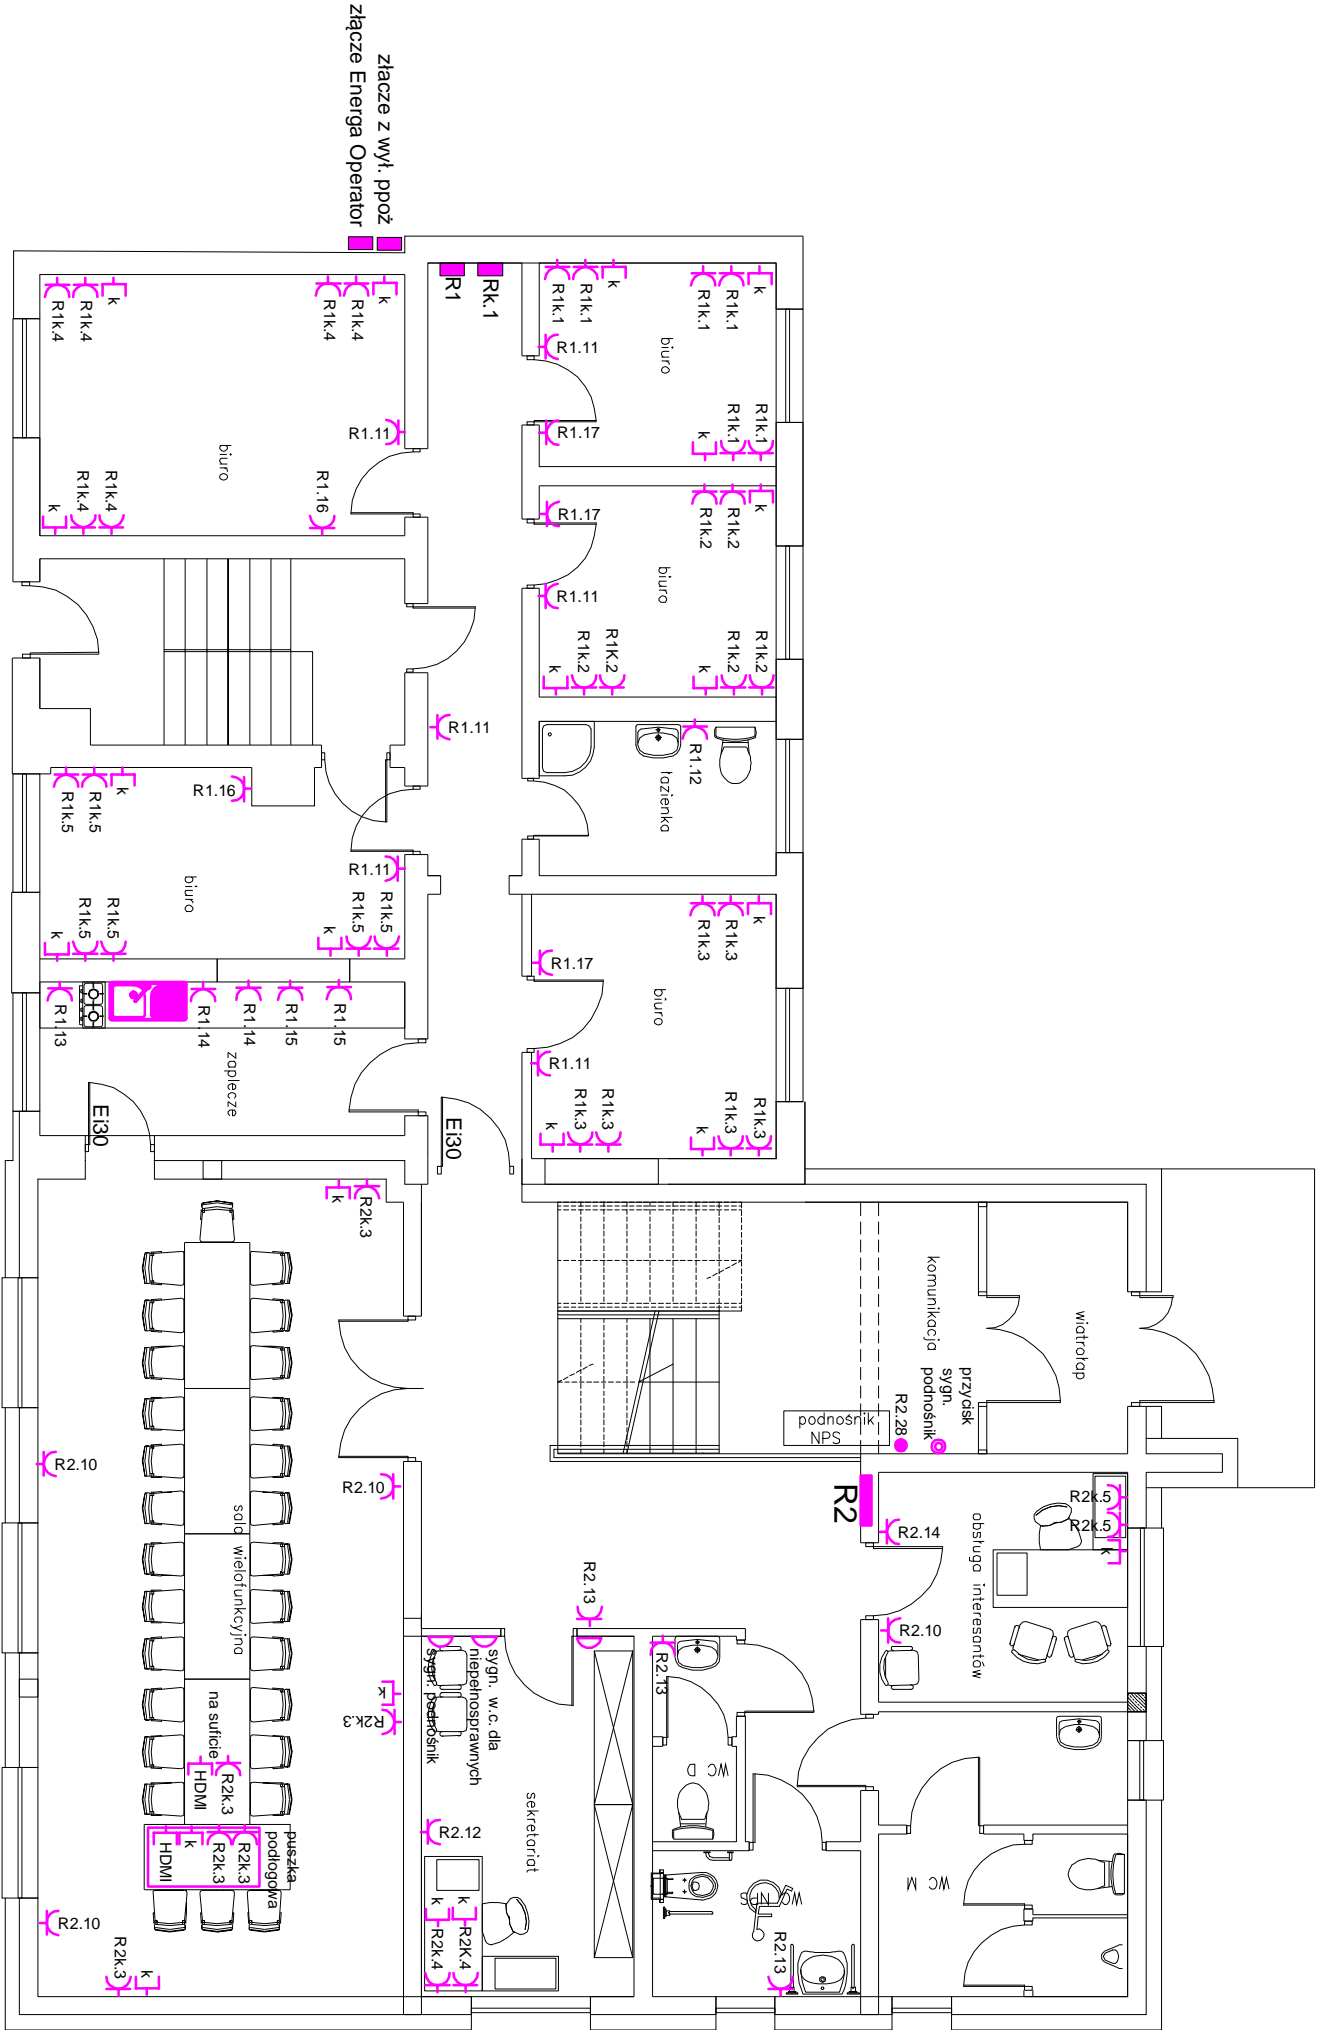 złącze Energa Operator
złacze z wył. ppoż
R1
Rk.1
R1k.4
R1k.4
k
R1k.4
R1k.4
k
R1.11
biuro
R1k.4
R1k.4
k
R1.16
R1k.1
R1k.1
k
R1k.1
R1k.1
k
R1.11
biuro
R1.17
R1k.1
R1k.1
k
R1.17
R1k.2
R1k.2
k
biuro
R1.11
R1K.2
R1k.2
k
R1k.2
R1k.2
k
R1.11
R1.12
łazienka
R1.16
R1k.5
R1k.5
k
R1.11
biuro
R1k.5
R1k.5
k
R1k.5
R1k.5
k
R1k.3
R1k.3
k
R1.17
biuro
R1.11
R1k.3
R1k.3
k
R1k.3
R1k.3
k
R1.13
R1.14
R1.14
R1.15
R1.15
zaplecze
Ei30
Ei30
k
R2k.3
komunikacja
wiatrołap
przycisk
sygn.
podnośnik
R2.28
podnośnik
NPS
R2
R2.10
R2.10
sala wielofunkcyjna
R2.14
R2k.5
R2k.5
k
obsługa interesantów
R2.10
R2.13
R2.13
sygn. w.c. dla
niepełnosprawnych
sygn. podnośnik
k
R2k.3
na suficie
HDMI
R2k.3
sekretariat
R2.12
WC D
WC M
WC NPS
puszka
podłogowa
HDMI
k
R2k.3
R2k.3
k
k
R2k.4
R2K.4
R2.10
R2k.3
k
R2.13